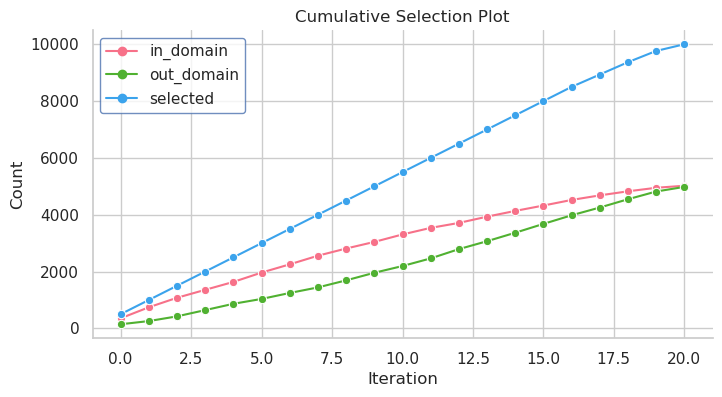 Cumulative Selection Plot
in_domain
out_domain
selected
Count
10000
8000
6000
4000
2000
0
0.0 2.5 5.0 7.5 10.0 12.5 15.0 17.5 20.0
Iteration